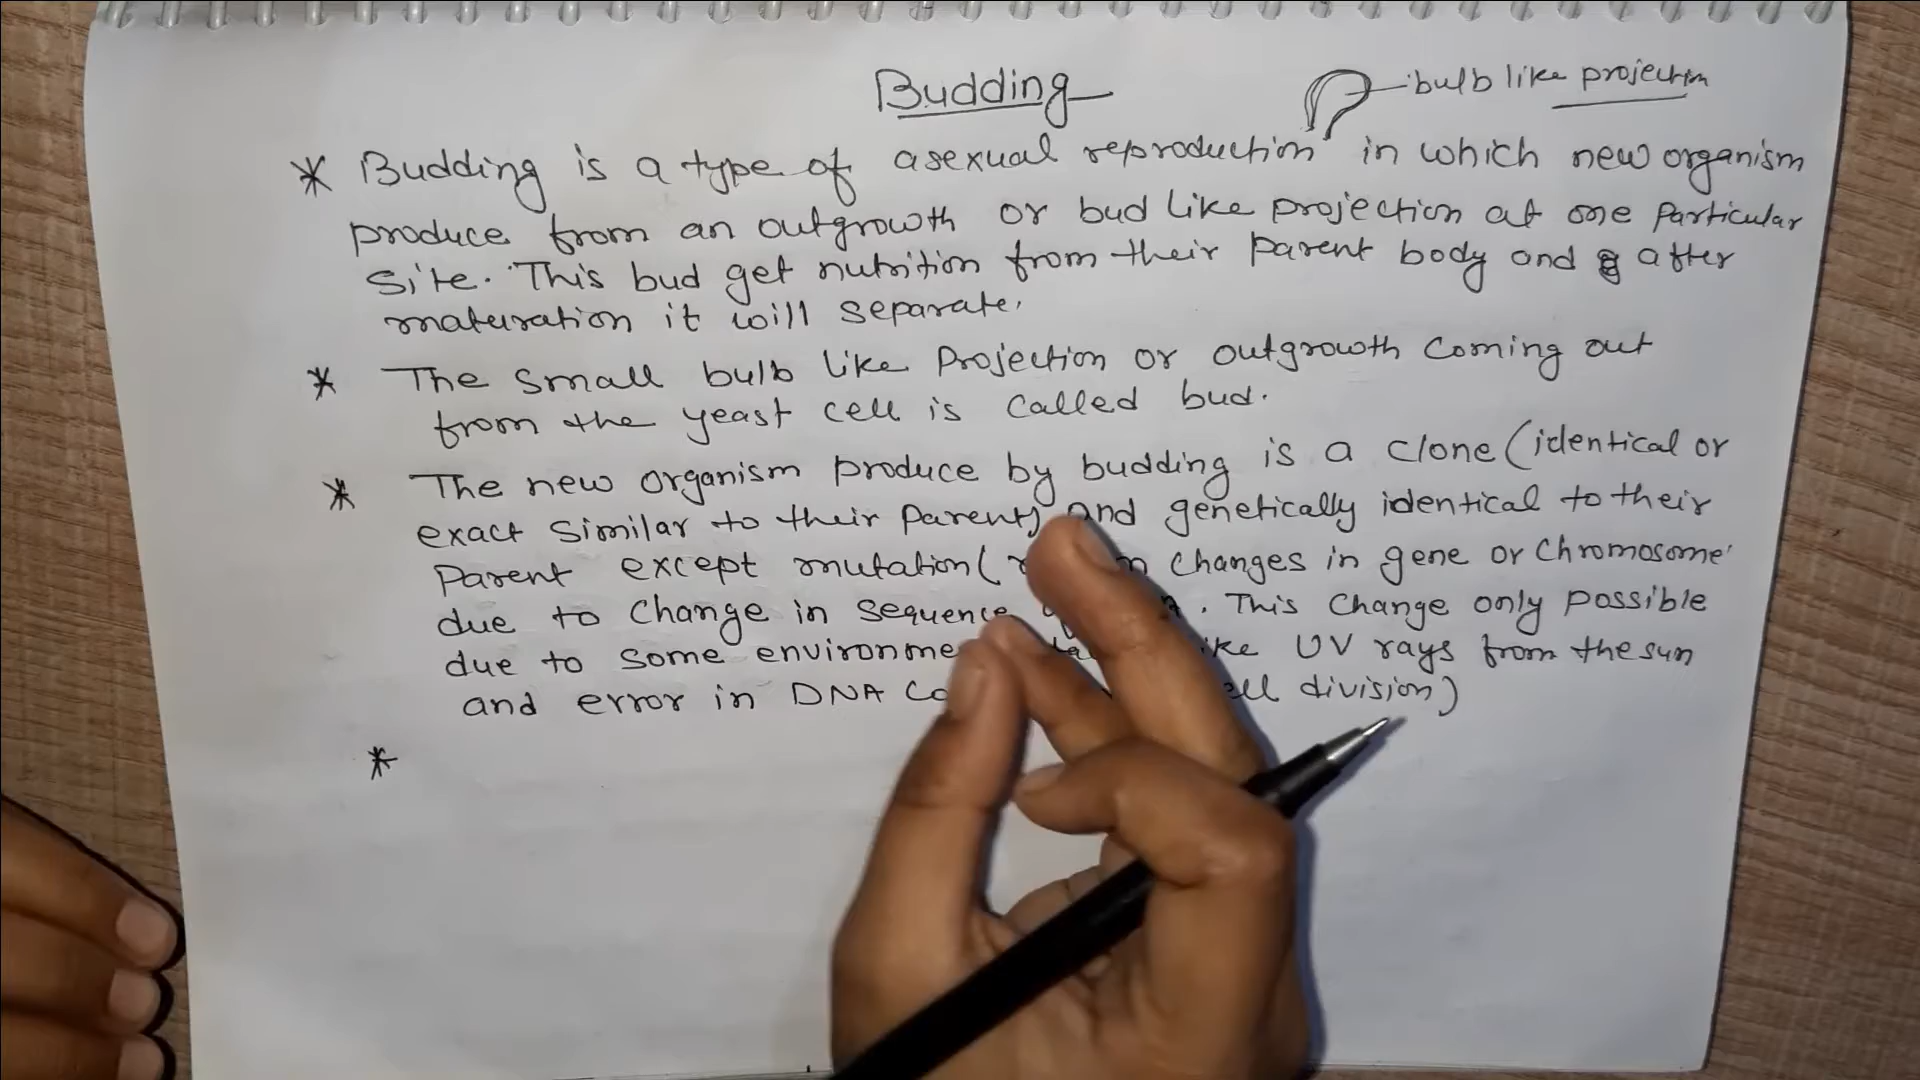 Budding
bulb like projection
* Budding is a type of asexual reproduction in which new organism
produce from an outgrowth or bud like projection at one particular
site. This bud get nutrition from their parent body and after
maturation it will separate.
* The small bulb like projection or outgrowth coming out
from the yeast cell is called bud.
* The new organism produce by budding is a clone (identical or
exact similar to their parent) and genetically identical to their
parent except mutation ( changes in gene or chromosome
due to change in sequence . This change only possible
due to some UV rays from the sun
and error in DNA division)
*